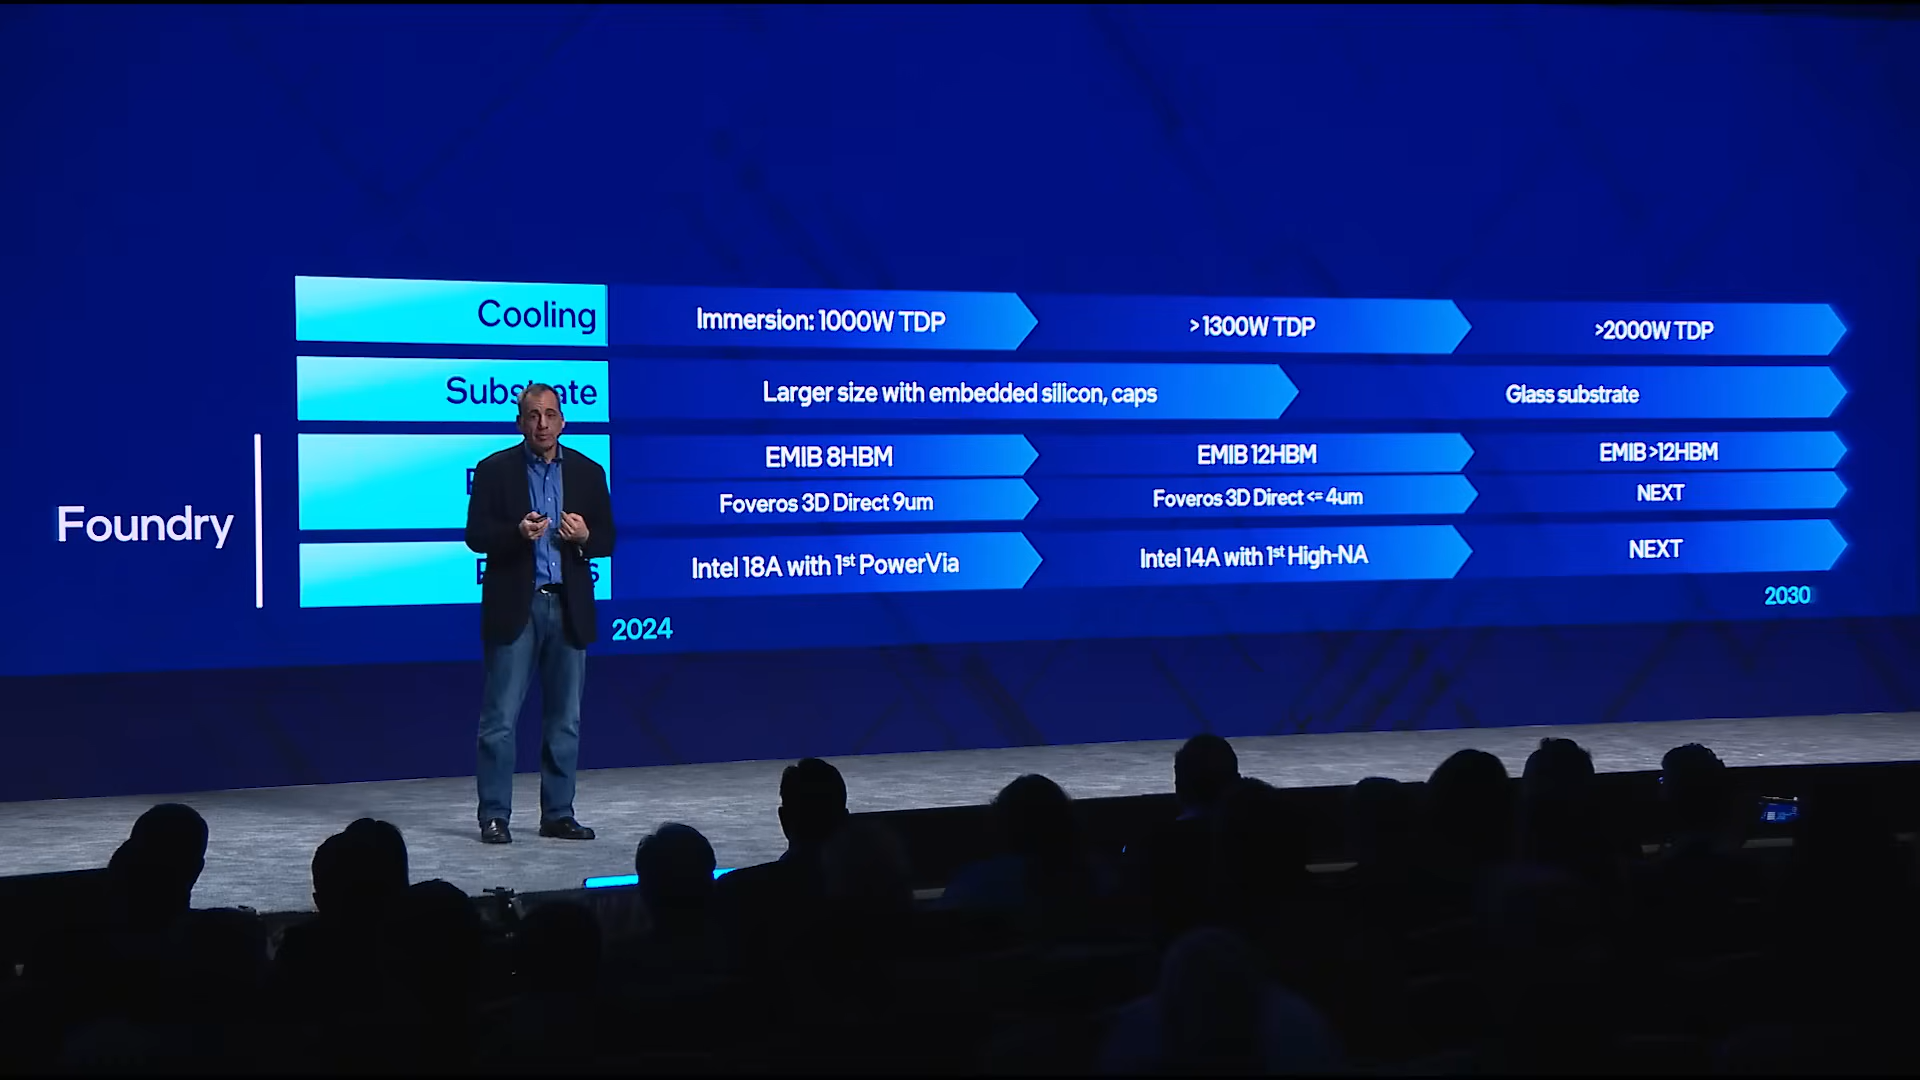 Cooling
Immersion: 1000W TDP
> 1300W TDP
>2000W TDP
Larger size with embedded silicon, caps
Glass substrate
Foundry
EMIB 8HBM
EMIB 12HBM
EMIB >12HBM
Foveros 3D Direct 9um
Foveros 3D Direct <= 4um
NEXT
Intel 18A with 1st PowerVia
Intel 14A with 1st High-NA
NEXT
2024
2030